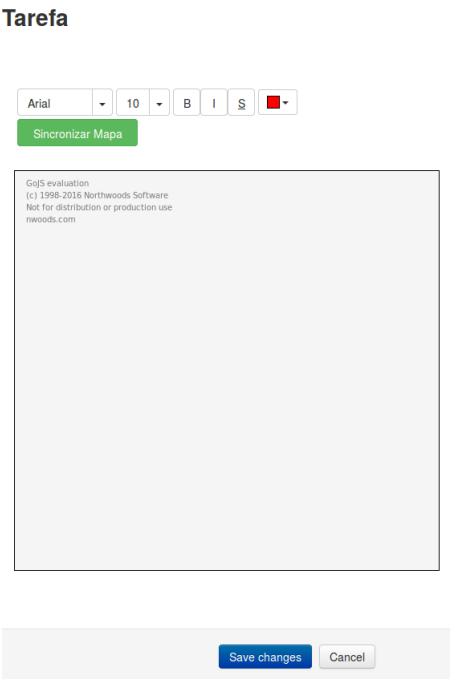 Tarefa
Arial 10 B I S
Sincronizar Mapa
GoJS evaluation
(c) 1998-2016 Northwoods Software
Not for distribution or production use
nwoods.com
Save changes Cancel